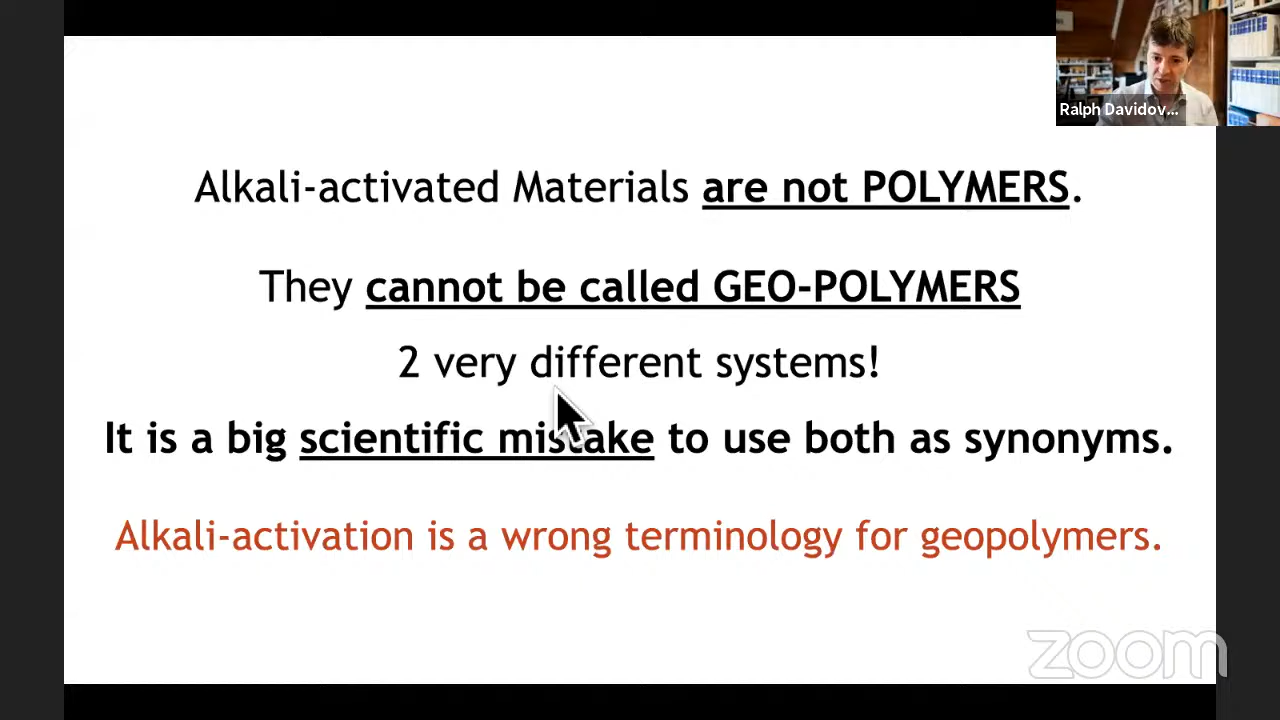 Ralph Davidov...
Alkali-activated Materials are not POLYMERS.
They cannot be called GEO-POLYMERS
2 very different systems!
It is a big scientific mistake to use both as synonyms.
Alkali-activation is a wrong terminology for geopolymers.
zoom